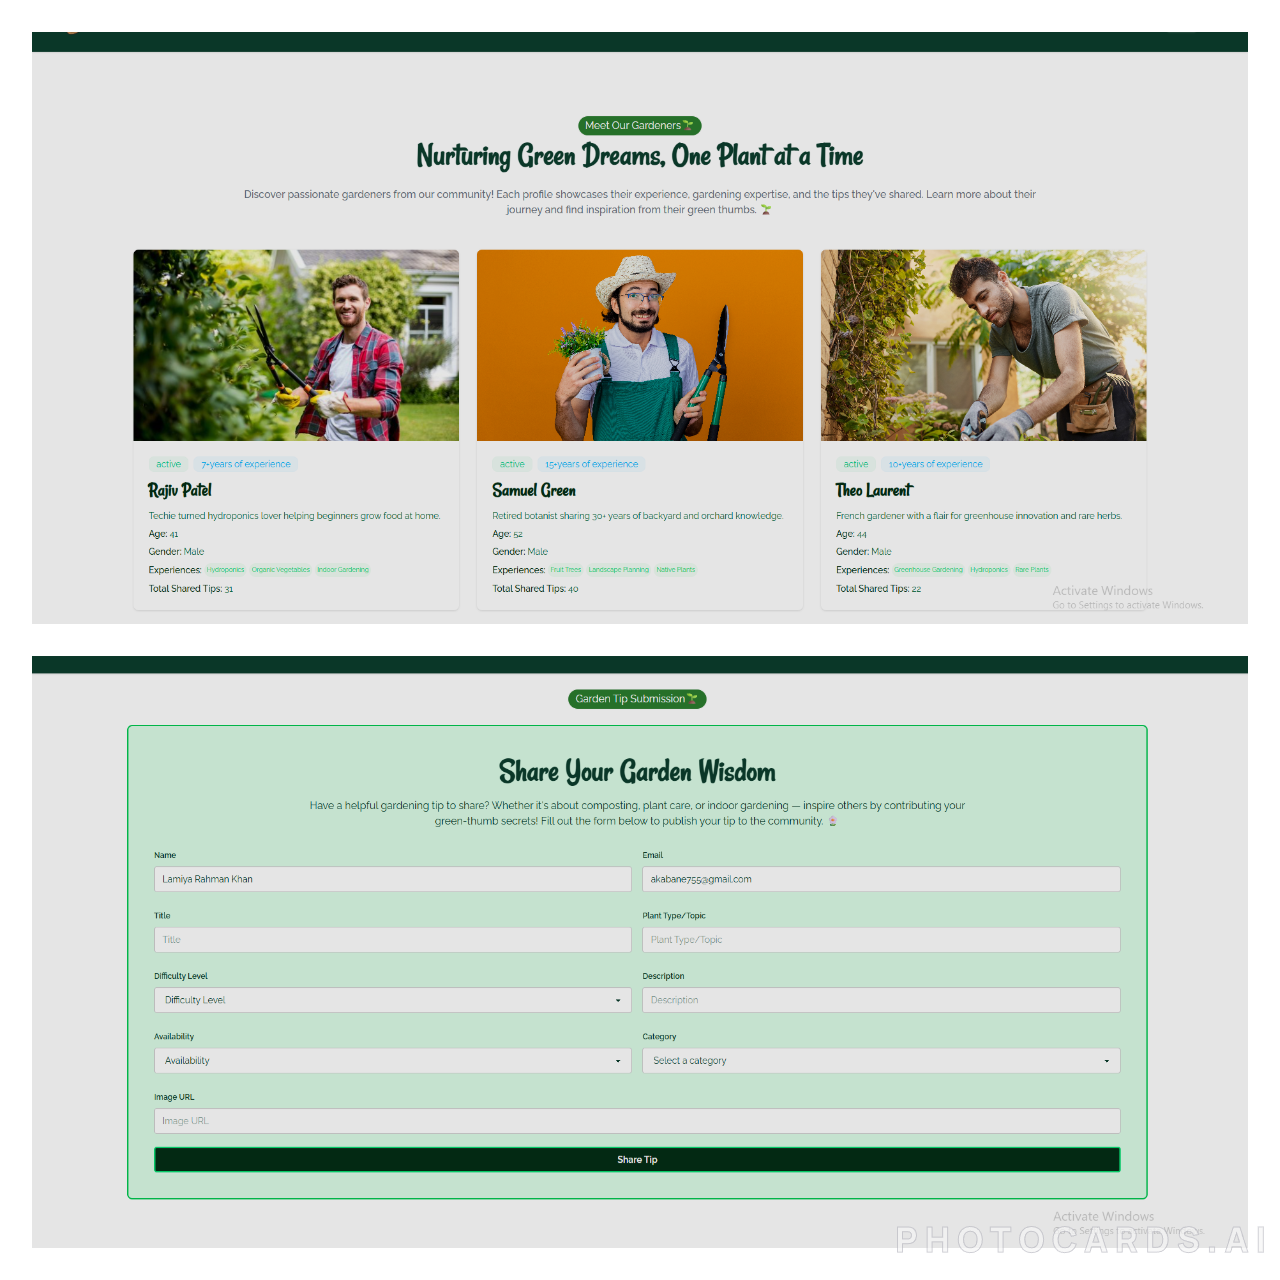 Meet Our Gardeners🌱
Nurturing Green Dreams, One Plant at a Time
Discover passionate gardeners from our community! Each profile showcases their experience, gardening expertise, and the tips they've shared. Learn more about their
journey and find inspiration from their green thumbs. 🌱
active 7+years of experience
Rajiv Patel
Techie turned hydroponics lover helping beginners grow food at home.
Age: 41
Gender: Male
Experiences: Hydroponics Organic Vegetables Indoor Gardening
Total Shared Tips: 31
active 15+years of experience
Samuel Green
Retired botanist sharing 30+ years of backyard and orchard knowledge.
Age: 52
Gender: Male
Experiences: Fruit Trees Landscape Planning Native Plants
Total Shared Tips: 40
active 10+years of experience
Theo Laurent
French gardener with a flair for greenhouse innovation and rare herbs.
Age: 44
Gender: Male
Experiences: Greenhouse Gardening Hydroponics Rare Plants
Total Shared Tips: 22
Activate Windows
Go to Settings to activate Windows.
Garden Tip Submission🌱
Share Your Garden Wisdom
Have a helpful gardening tip to share? Whether it's about composting, plant care, or indoor gardening — inspire others by contributing your
green-thumb secrets! Fill out the form below to publish your tip to the community. 🌷
Name Email
Lamiya Rahman Khan akabane755@gmail.com
Title Plant Type/Topic
Title Plant Type/Topic
Difficulty Level Description
Difficulty Level Description
Availability Category
Availability Select a category
Image URL
Image URL
Share Tip
Activate Windows
Go to Settings to activate Windows.
PHOTOCARDS.AI